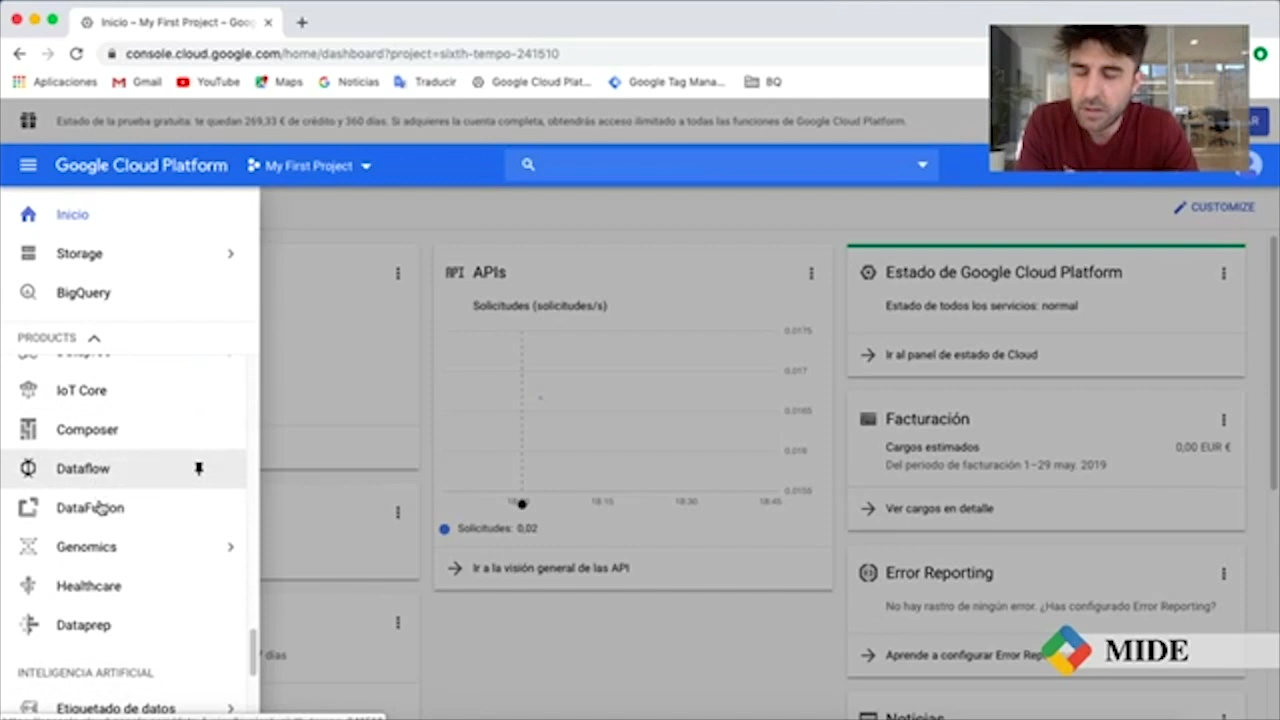 Inicio – My First Project – Goog
console.cloud.google.com/home/dashboard?project=sixth-tempo-241510
Aplicaciones
Gmail
YouTube
Maps
Noticias
Traducir
Google Cloud Plat...
Google Tag Mana...
BQ
Estado de la prueba gratuita: te quedan 269,33 € de crédito y 360 días. Si adquieres la cuenta completa, obtendrás acceso ilimitado a todas las funciones de Google Cloud Platform.
Google Cloud Platform
My First Project
CUSTOMIZE
Inicio
Storage
BigQuery
PRODUCTS
IoT Core
Composer
Dataflow
DataFusion
Genomics
Healthcare
Dataprep
INTELIGENCIA ARTIFICIAL
Etiquetado de datos
días
API APIs
Solicitudes (solicitudes/s)
0.0175
0.017
0.0165
0.016
0.0155
18:15
18:30
18:45
Solicitudes: 0,02
Ir a la visión general de las API
Estado de Google Cloud Platform
Estado de todos los servicios: normal
Ir al panel de estado de Cloud
Facturación
Cargos estimados
0,00 EUR €
Del periodo de facturación 1–29 may. 2019
Ver cargos en detalle
Error Reporting
No hay rastro de ningún error. ¿Has configurado Error Reporting?
Aprende a configurar Error Rep
Noticias
MIDE